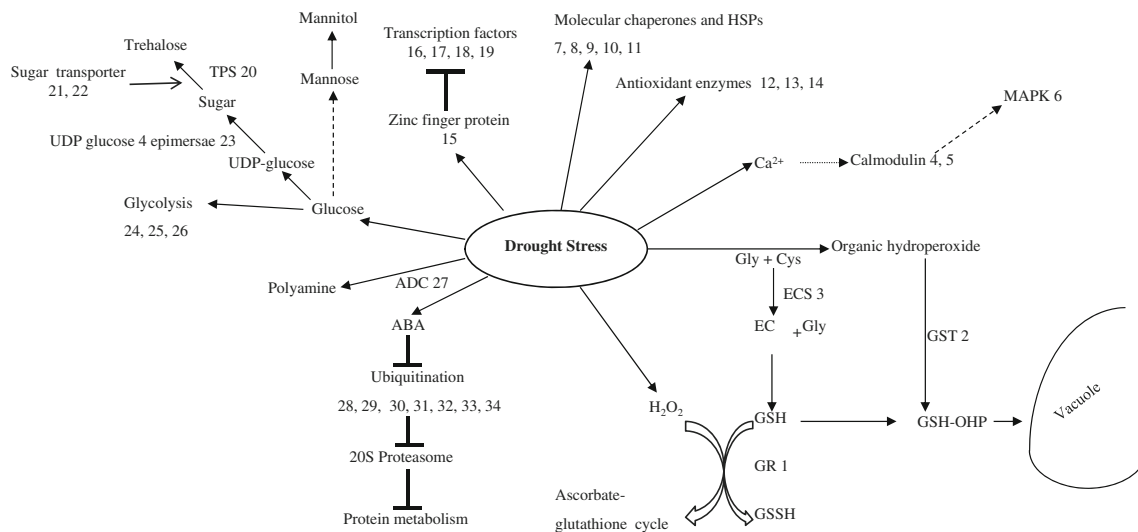 Mannitol
Molecular chaperones and HSPs
7, 8, 9, 10, 11
Trehalose
Transcription factors
16, 17, 18, 19
Sugar transporter
21, 22
TPS 20
Mannose
Antioxidant enzymes 12, 13, 14
Sugar
MAPK 6
Zinc finger protein
15
UDP glucose 4 epimersae 23
UDP-glucose
Ca²⁺
Calmodulin 4, 5
Glycolysis
24, 25, 26
Glucose
Drought Stress
Organic hydroperoxide
Gly + Cys
Polyamine
ADC 27
ECS 3
ABA
EC +Gly
GST 2
Ubiquitination
28, 29, 30, 31, 32, 33, 34
H₂O₂
GSH
GSH-OHP
Vacuole
20S Proteasome
GR 1
Protein metabolism
Ascorbate-
glutathione cycle
GSSH